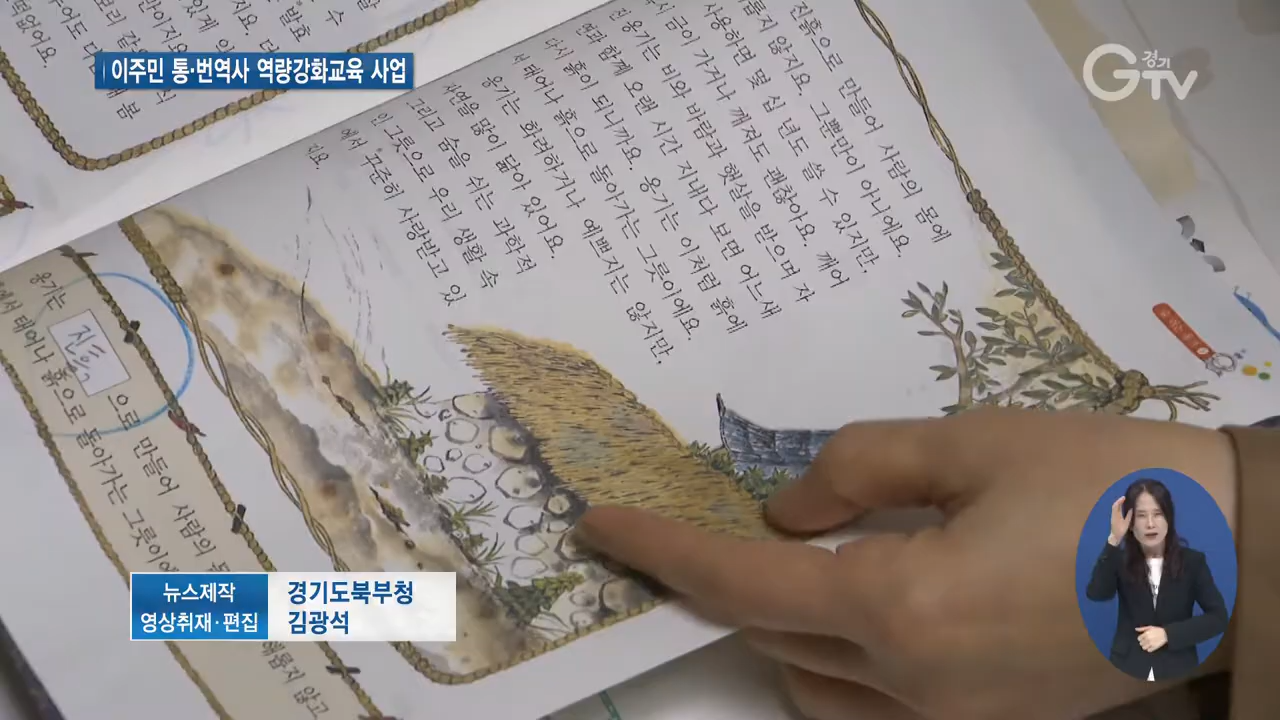 이주민 통·번역사 역량강화교육 사업
경기
GTV
진흙으로 만들어 사람의 몸에
롭지 않지요. 그뿐만이 아니에요.
사용하면 몇 십 년도 쓸 수 있지만,
금이 가거나 깨져도 괜찮아요. 깨어
진 옹기는 비와 바람과 햇살을 받으며 자
연과 함께 오랜 시간 지내다 보면 어느새
다시 흙이 되니까요. 옹기는 이처럼 흙에
서 태어나 흙으로 돌아가는 그릇이에요.
옹기는 화려하거나 예쁘지는 않지만,
사연을 많이 닮아 있어요.
그리고 숨을 쉬는 과학적
인 그릇으로 우리 생활 속
에서 꾸준히 사랑받고 있
지요.
옹기는 진흙 으로 만들어 사람의
에서 태어나 흙으로 돌아가는 그릇이에
해롭지 않고
뉴스제작 경기도북부청
영상취재·편집 김광석